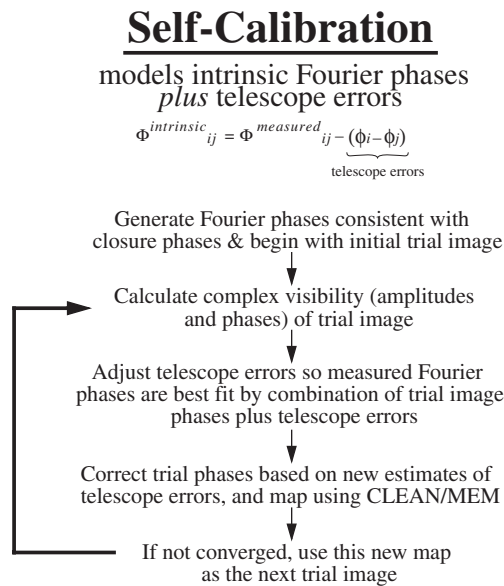 Self-Calibration
models intrinsic Fourier phases
plus telescope errors
Φ^intrinsic_ij = Φ^measured_ij – (ϕi – ϕj)
telescope errors
Generate Fourier phases consistent with
closure phases & begin with initial trial image
Calculate complex visibility (amplitudes
and phases) of trial image
Adjust telescope errors so measured Fourier
phases are best fit by combination of trial image
phases plus telescope errors
Correct trial phases based on new estimates of
telescope errors, and map using CLEAN/MEM
If not converged, use this new map
as the next trial image